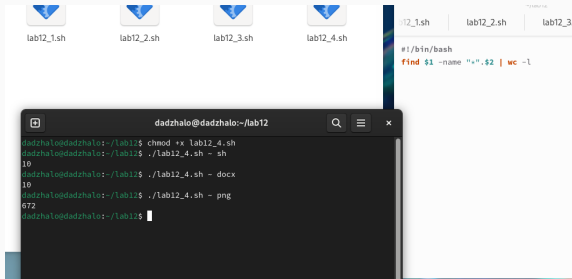 lab12_1.sh lab12_2.sh lab12_3.sh lab12_4.sh
12_1.sh lab12_2.sh lab12_3
#!/bin/bash
find $1 -name "*".$2 | wc -l
dadzhalo@dadzhalo:~/lab12
dadzhalo@dadzhalo:~/lab12$ chmod +x lab12_4.sh
dadzhalo@dadzhalo:~/lab12$ ./lab12_4.sh ~ sh
10
dadzhalo@dadzhalo:~/lab12$ ./lab12_4.sh ~ docx
10
dadzhalo@dadzhalo:~/lab12$ ./lab12_4.sh ~ png
672
dadzhalo@dadzhalo:~/lab12$